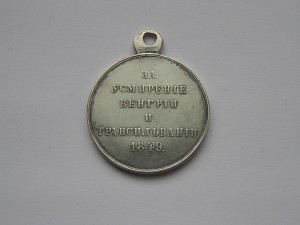 ЗА
УСМИРЕНІЕ
ВЕНГРІИ
И
ТРАНСИЛЬВАНІИ
1849.